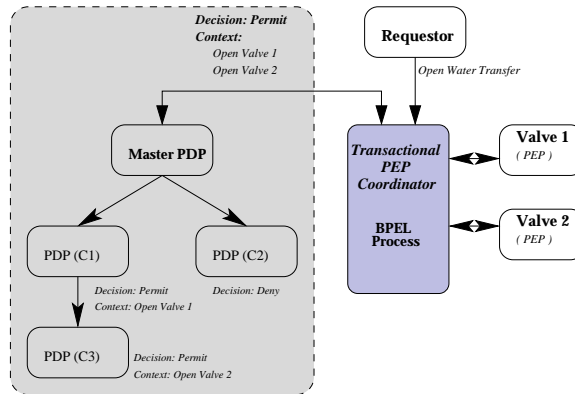 Decision: Permit
Context:
Open Valve 1
Open Valve 2
Requestor
Open Water Transfer
Master PDP
Transactional
PEP
Coordinator
BPEL
Process
Valve 1
( PEP )
Valve 2
( PEP )
PDP (C1)
PDP (C2)
Decision: Permit
Context: Open Valve 1
Decision: Deny
PDP (C3)
Decision: Permit
Context: Open Valve 2